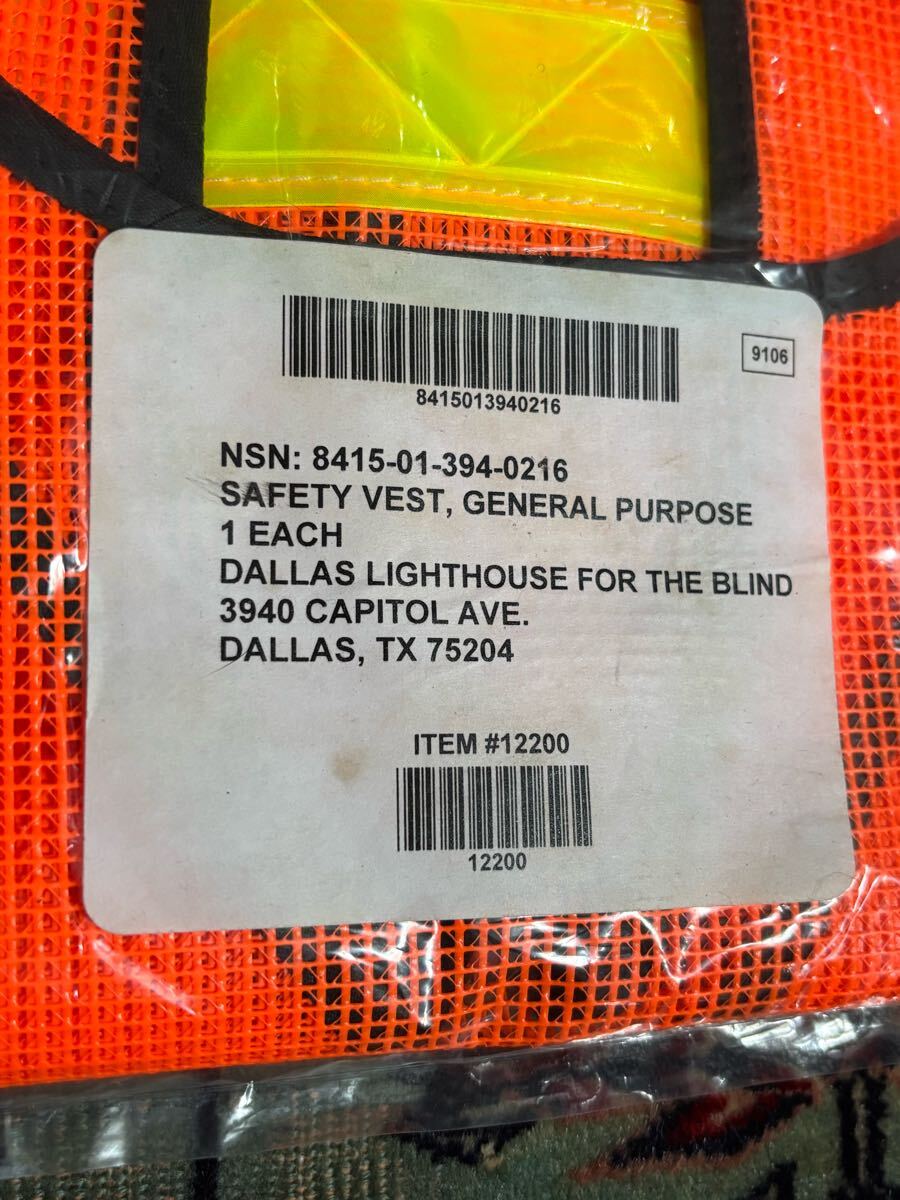 8415013940216
9106
NSN: 8415-01-394-0216
SAFETY VEST, GENERAL PURPOSE
1 EACH
DALLAS LIGHTHOUSE FOR THE BLIND
3940 CAPITOL AVE.
DALLAS, TX 75204
ITEM #12200
12200